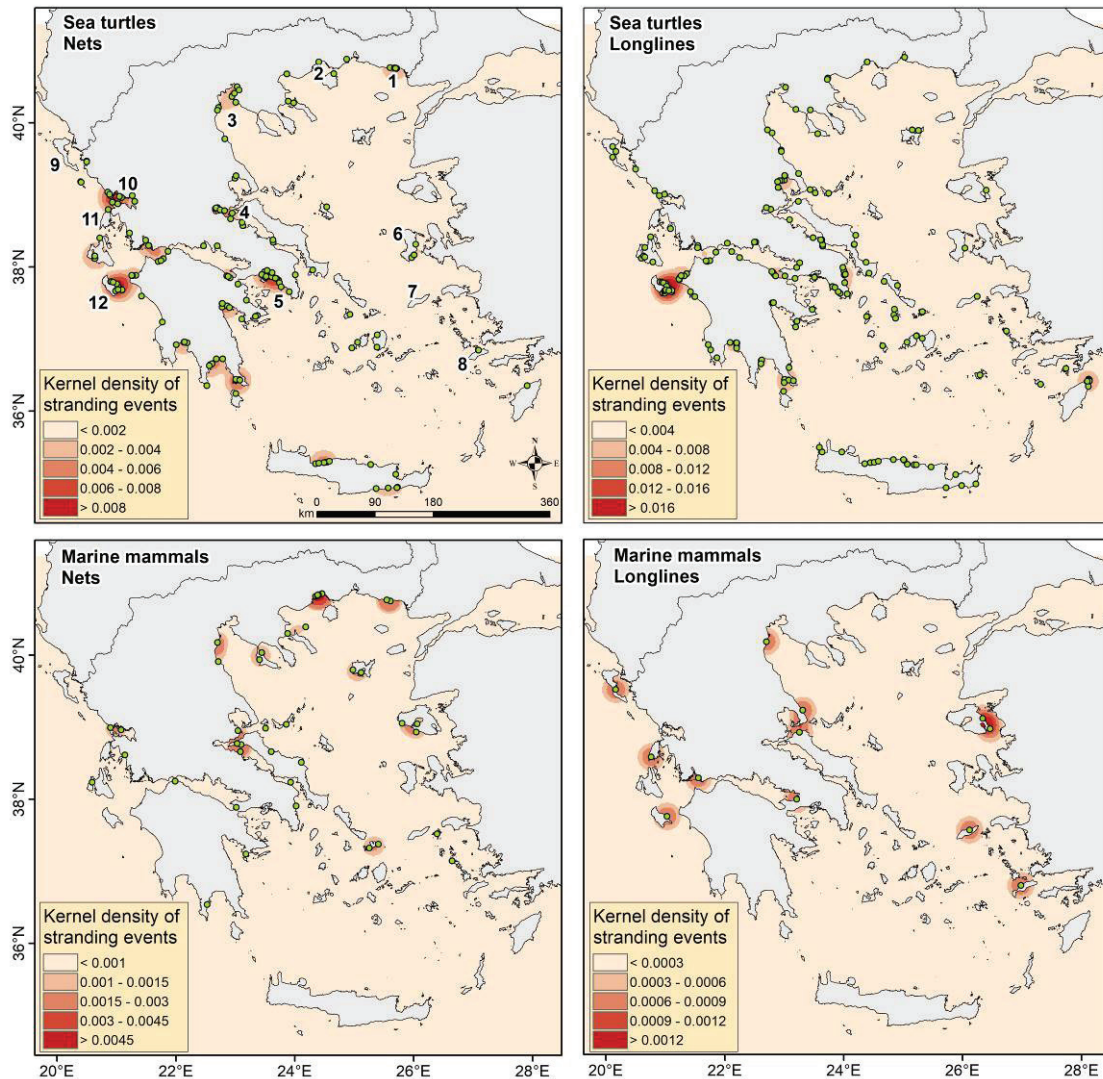 Sea turtles
Nets
1
2
3
4
5
6
7
8
9
10
11
12
40°N
38°N
36°N
Kernel density of
stranding events
< 0.002
0.002 - 0.004
0.004 - 0.006
0.006 - 0.008
> 0.008
N
W E
S
0 90 180 360
km
Sea turtles
Longlines
Kernel density of
stranding events
< 0.004
0.004 - 0.008
0.008 - 0.012
0.012 - 0.016
> 0.016
Marine mammals
Nets
40°N
38°N
36°N
Kernel density of
stranding events
< 0.001
0.001 - 0.0015
0.0015 - 0.003
0.003 - 0.0045
> 0.0045
20°E 22°E 24°E 26°E 28°E
Marine mammals
Longlines
Kernel density of
stranding events
< 0.0003
0.0003 - 0.0006
0.0006 - 0.0009
0.0009 - 0.0012
> 0.0012
20°E 22°E 24°E 26°E 28°E